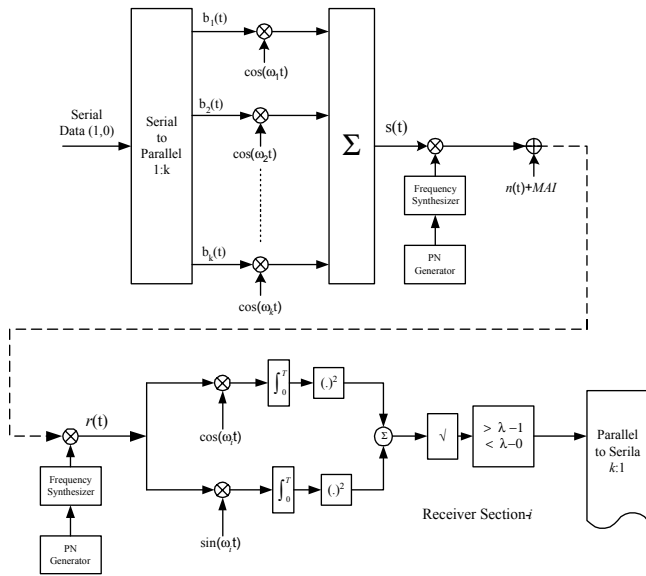 b₁(t)
cos(ω₁t)
Serial
Data (1,0)
Serial
to
Parallel
1:k
b₂(t)
cos(ω₂t)
Σ
s(t)
Frequency
Synthesizer
PN
Generator
n(t)+MAI
bₖ(t)
cos(ωₖt)
r(t)
Frequency
Synthesizer
PN
Generator
cos(ωᵢt)
∫₀ᵀ
(.)²
sin(ωᵢt)
∫₀ᵀ
(.)²
Σ
√
> λ –1
< λ–0
Parallel
to Serila
k:1
Receiver Section-i